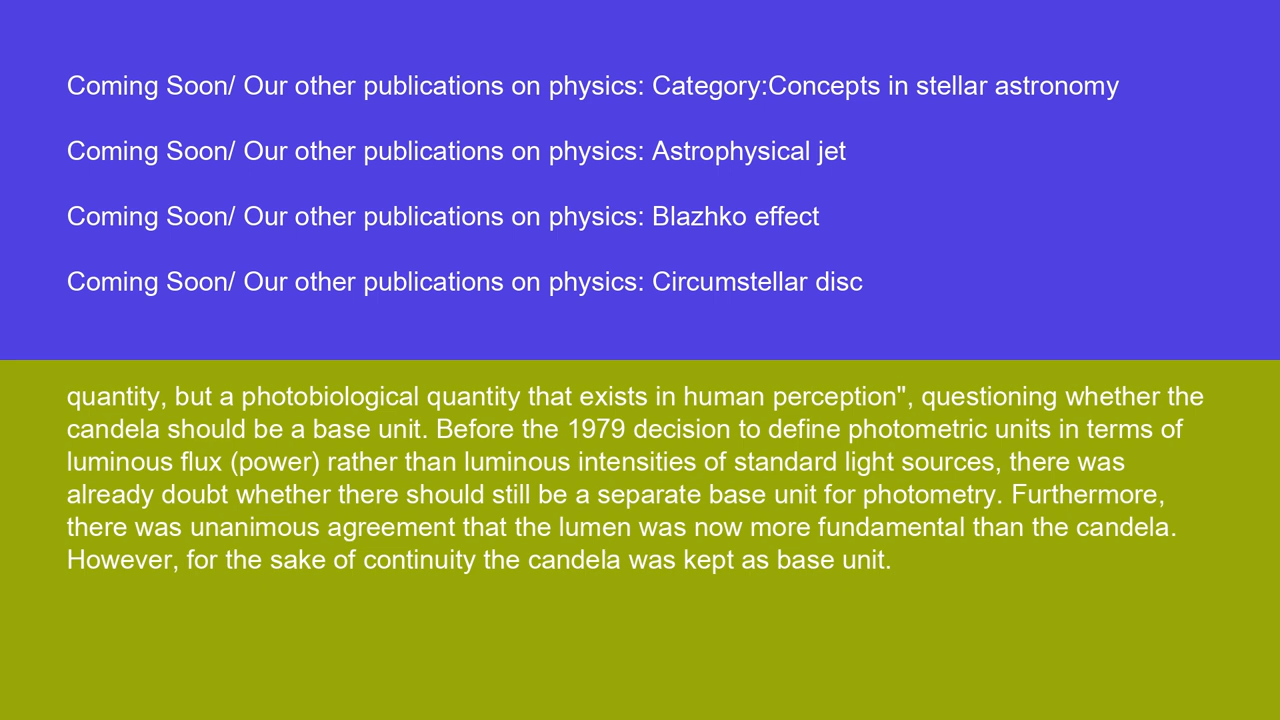 Coming Soon/ Our other publications on physics: Category:Concepts in stellar astronomy
Coming Soon/ Our other publications on physics: Astrophysical jet
Coming Soon/ Our other publications on physics: Blazhko effect
Coming Soon/ Our other publications on physics: Circumstellar disc
quantity, but a photobiological quantity that exists in human perception", questioning whether the
candela should be a base unit. Before the 1979 decision to define photometric units in terms of
luminous flux (power) rather than luminous intensities of standard light sources, there was
already doubt whether there should still be a separate base unit for photometry. Furthermore,
there was unanimous agreement that the lumen was now more fundamental than the candela.
However, for the sake of continuity the candela was kept as base unit.